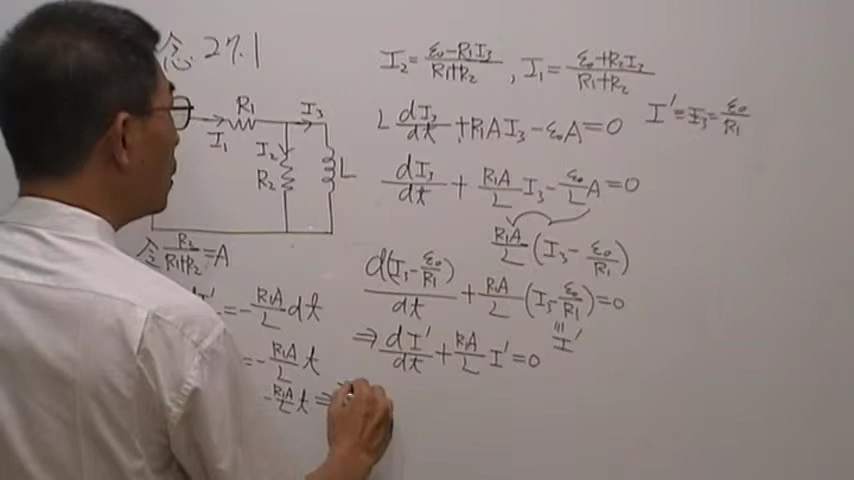 念.27.1
R₁
I₁
I₃
I₂
R₂
L
令 R₂/(R₁+R₂) = A
I₂ = (ε₀-R₁I₃)/(R₁+R₂) , I₁ = (ε₀+R₂I₃)/(R₁+R₂)
L dI₃/dt + R₁AI₃ - ε₀A = 0
I' = I₃ - ε₀/R₁
dI₃/dt + R₁A/L I₃ - ε₀/L A = 0
R₁A/L (I₃ - ε₀/R₁)
d(I₃ - ε₀/R₁)/dt + R₁A/L (I₃ - ε₀/R₁) = 0
≡ I'
⇒ dI'/dt + R₁A/L I' = 0
= -R₁A/L dt
= -R₁A/L t
-R₁A/L t ⇒